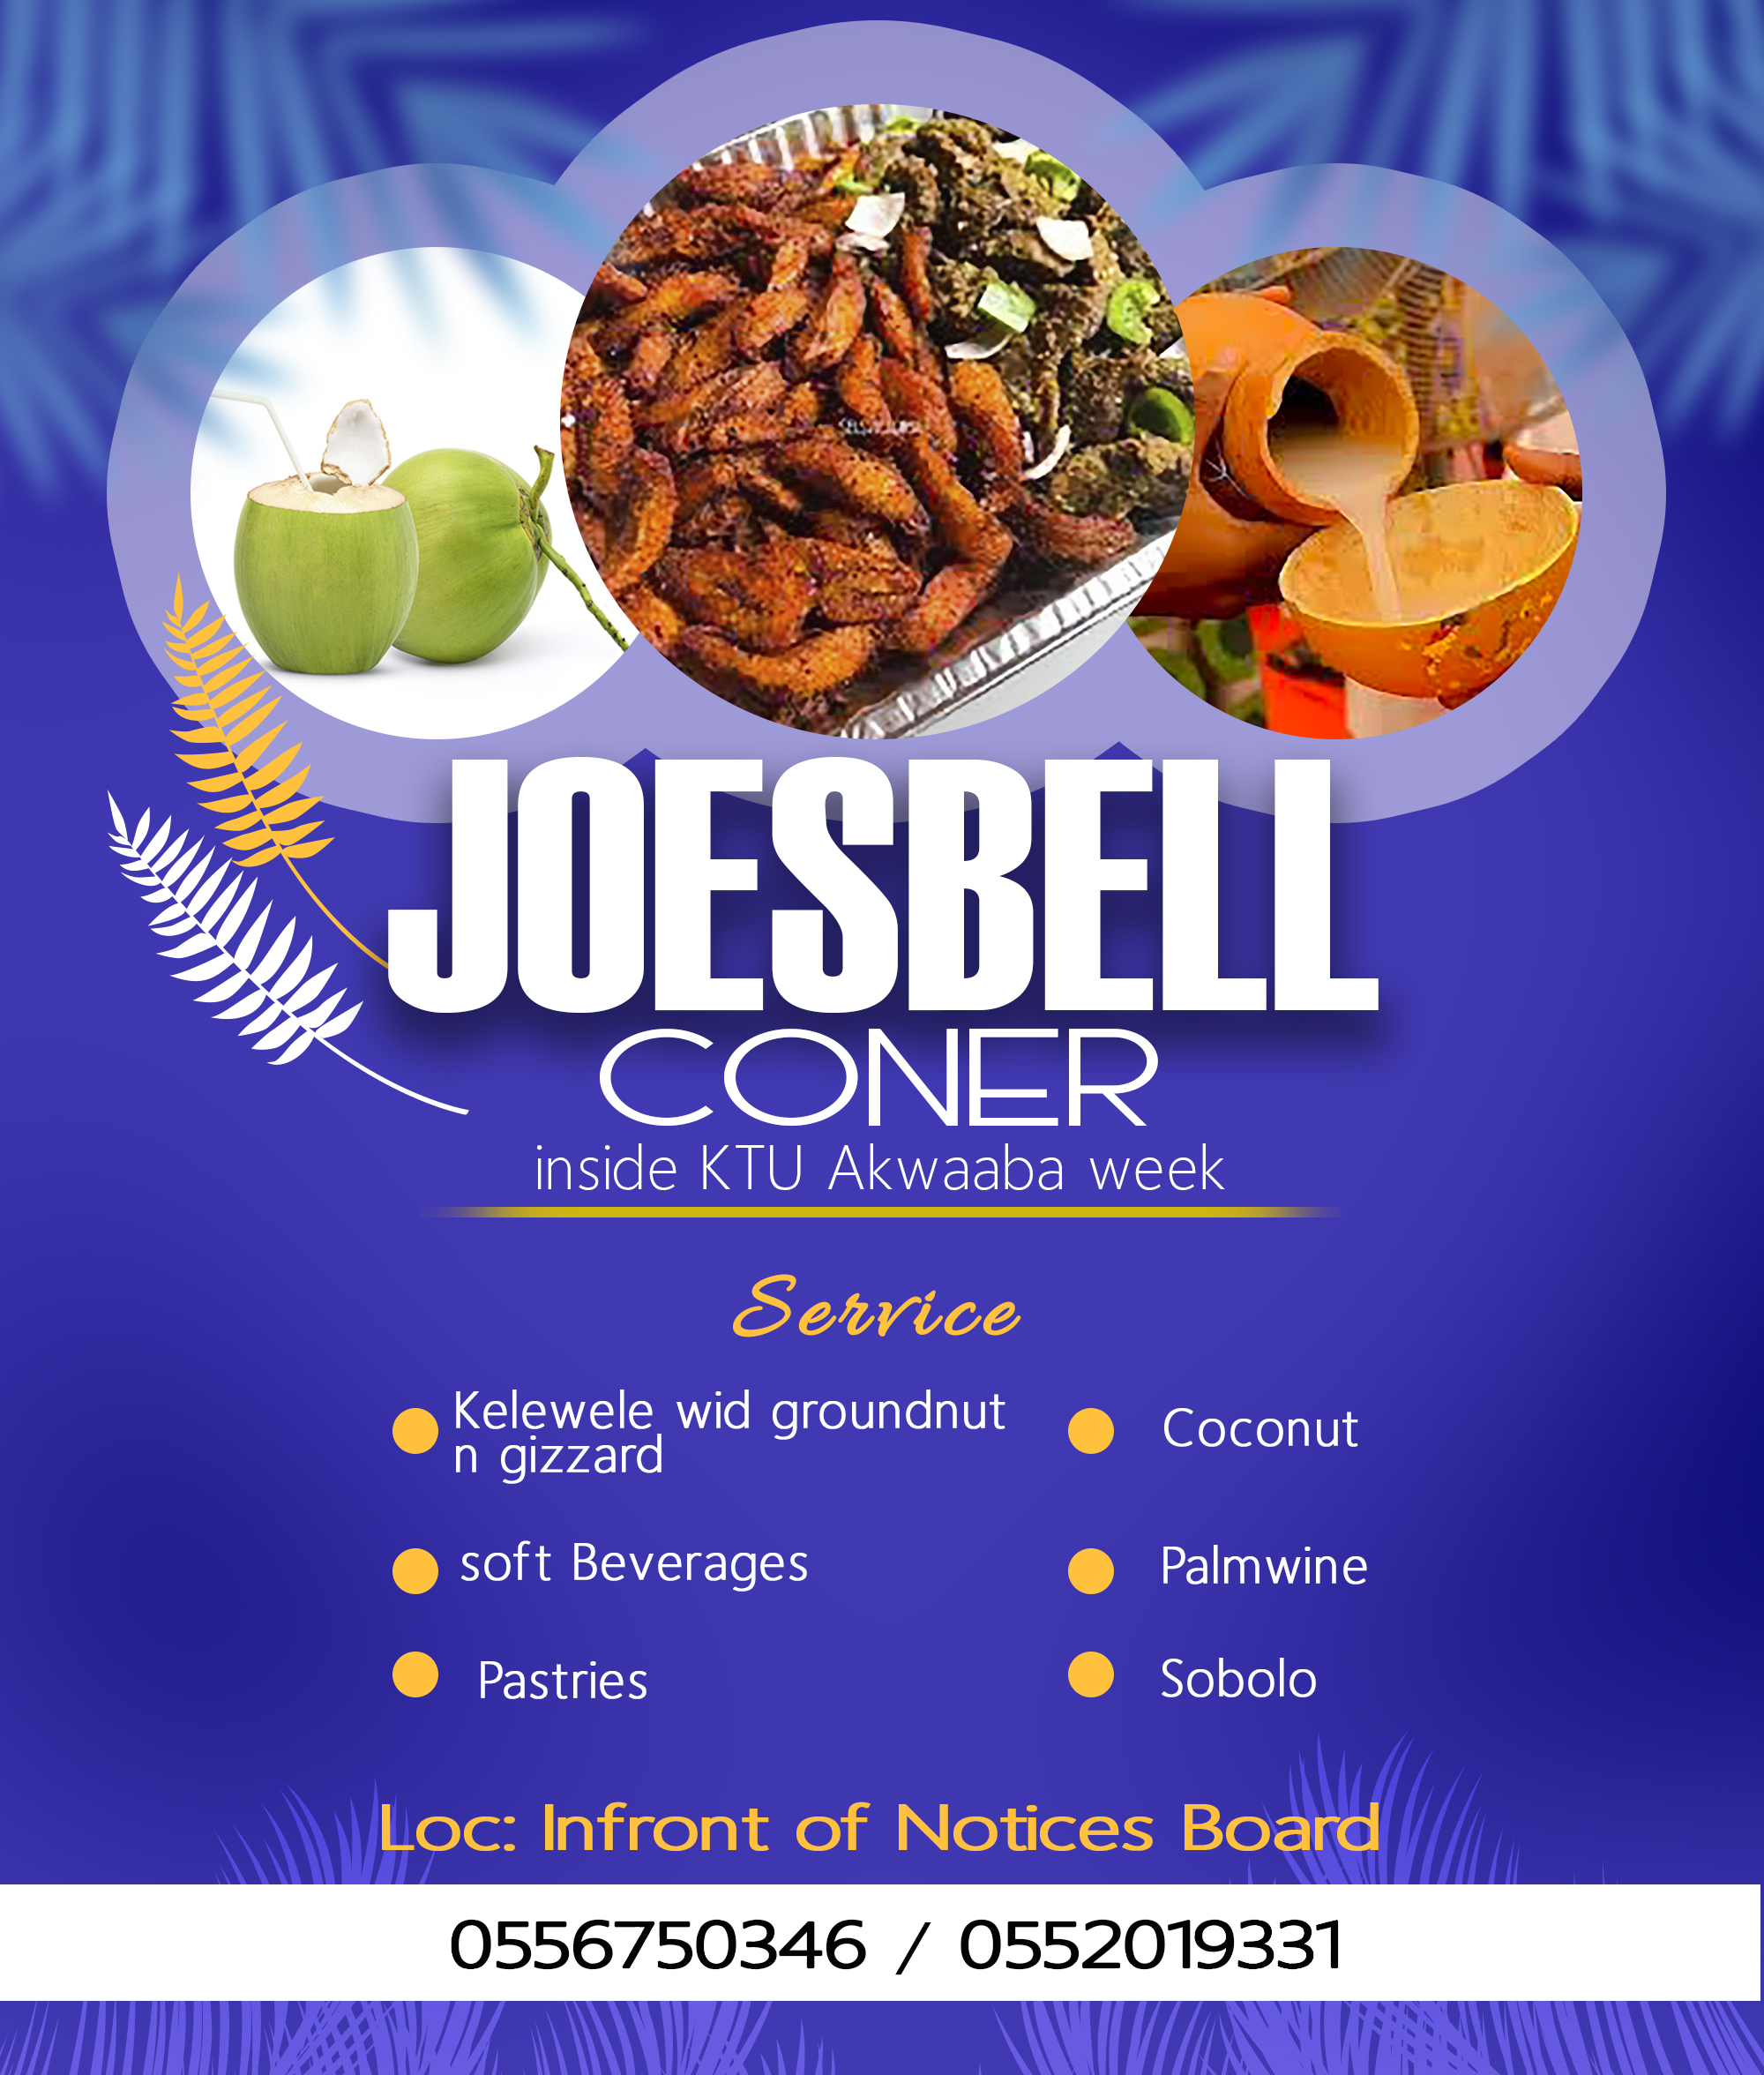 JOESBELL
CONER
inside KTU Akwaaba week
Service
Kelewele wid groundnut
n gizzard
soft Beverages
Pastries
Coconut
Palmwine
Sobolo
Loc: Infront of Notices Board
0556750346 / 0552019331